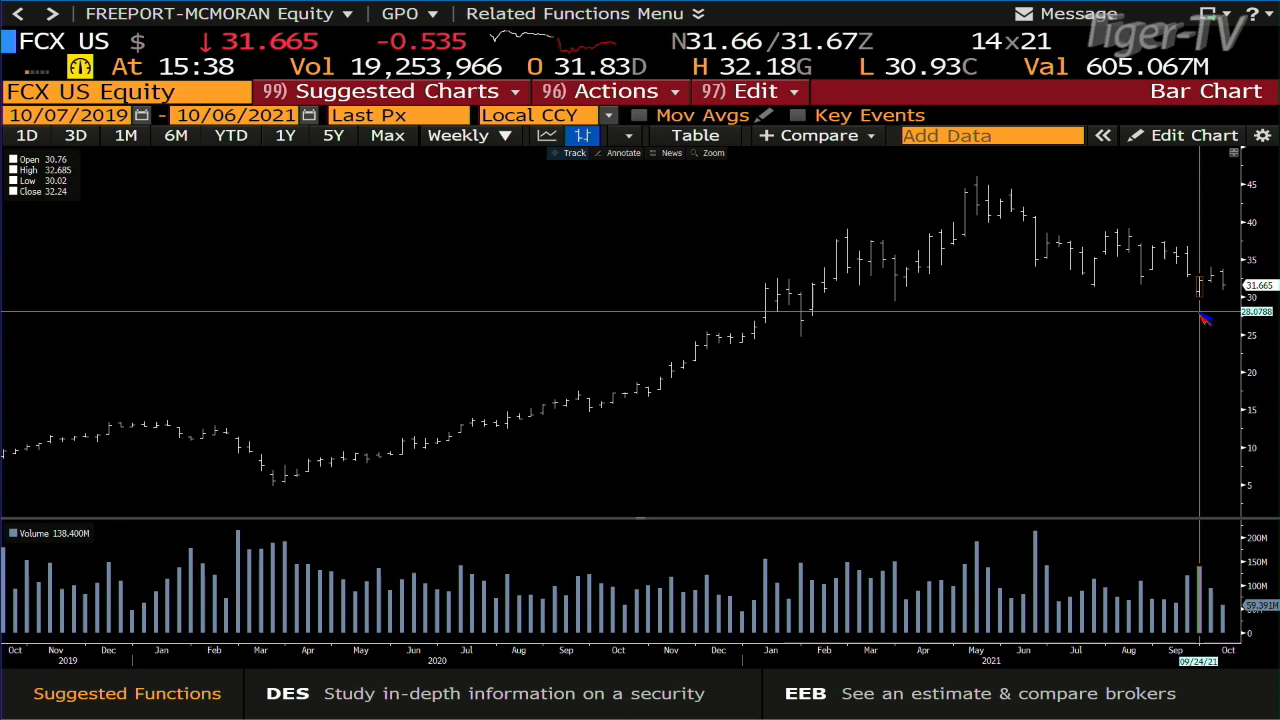 FREEPORT-MCMORAN Equity GPO Related Functions Menu Message ?
Tiger-TV
FCX US $ ↓ 31.665 -0.535 N31.66 /31.67Z 14x21
At 15:38 Vol 19,253,966 O 31.83D H 32.18G L 30.93C Val 605.067M
FCX US Equity 99) Suggested Charts 96) Actions 97) Edit Bar Chart
10/07/2019 - 10/06/2021 Last Px Local CCY Mov Avgs Key Events
1D 3D 1M 6M YTD 1Y 5Y Max Weekly ▼ Table + Compare Add Data « Edit Chart
Track Annotate News Zoom
Open 30.76
High 32.685
Low 30.02
Close 32.24
45
40
35
31.665
30
28.0788
25
20
15
10
5
Volume 138.400M
200M
150M
100M
59.391M
0
Oct Nov Dec Jan Feb Mar Apr May Jun Jul Aug Sep Oct Nov Dec Jan Feb Mar Apr May Jun Jul Aug Sep Oct
2019 2020 2021 09/24/21
Suggested Functions DES Study in-depth information on a security EEB See an estimate & compare brokers